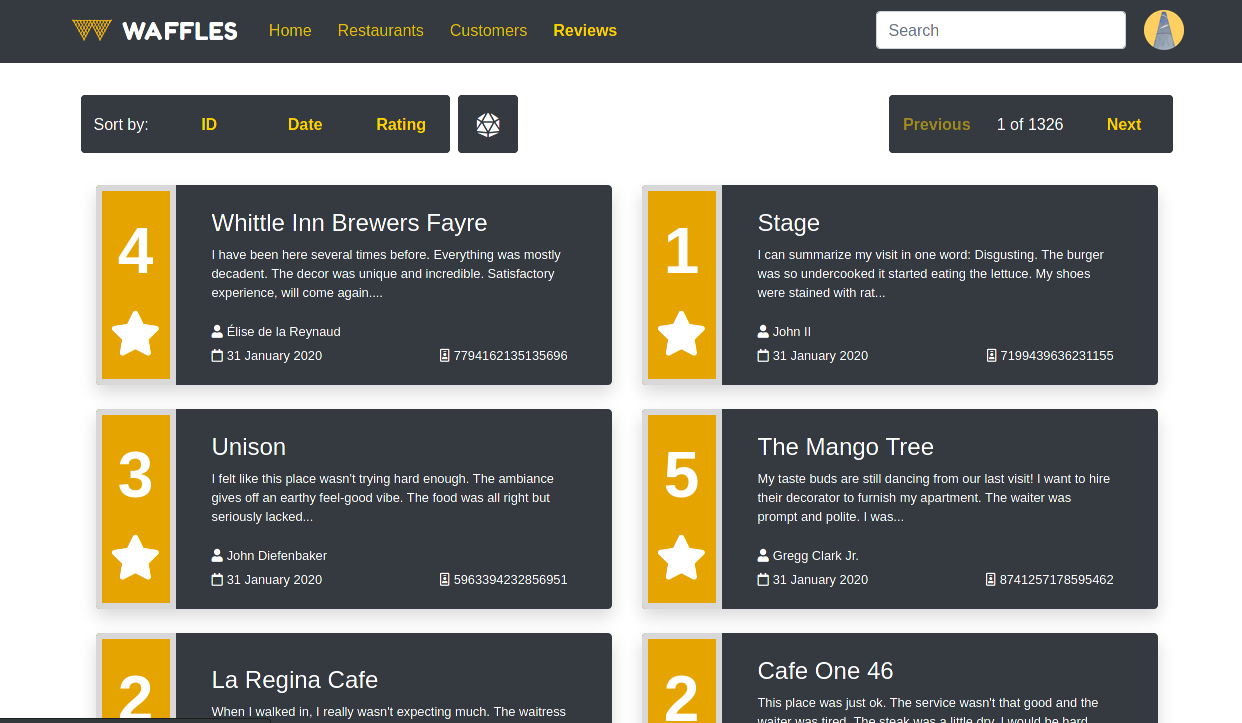 WAFFLES Home Restaurants Customers Reviews Search
Sort by: ID Date Rating
Previous 1 of 1326 Next
4
Whittle Inn Brewers Fayre
I have been here several times before. Everything was mostly
decadent. The decor was unique and incredible. Satisfactory
experience, will come again....
Élise de la Reynaud
31 January 2020 7794162135135696
1
Stage
I can summarize my visit in one word: Disgusting. The burger
was so undercooked it started eating the lettuce. My shoes
were stained with rat...
John II
31 January 2020 7199439636231155
3
Unison
I felt like this place wasn't trying hard enough. The ambiance
gives off an earthy feel-good vibe. The food was all right but
seriously lacked...
John Diefenbaker
31 January 2020 5963394232856951
5
The Mango Tree
My taste buds are still dancing from our last visit! I want to hire
their decorator to furnish my apartment. The waiter was
prompt and polite. I was...
Gregg Clark Jr.
31 January 2020 8741257178595462
2
La Regina Cafe
When I walked in, I really wasn't expecting much. The waitress
2
Cafe One 46
This place was just ok. The service wasn't that good and the
waiter was tired. The steak was a little dry. I would be hard